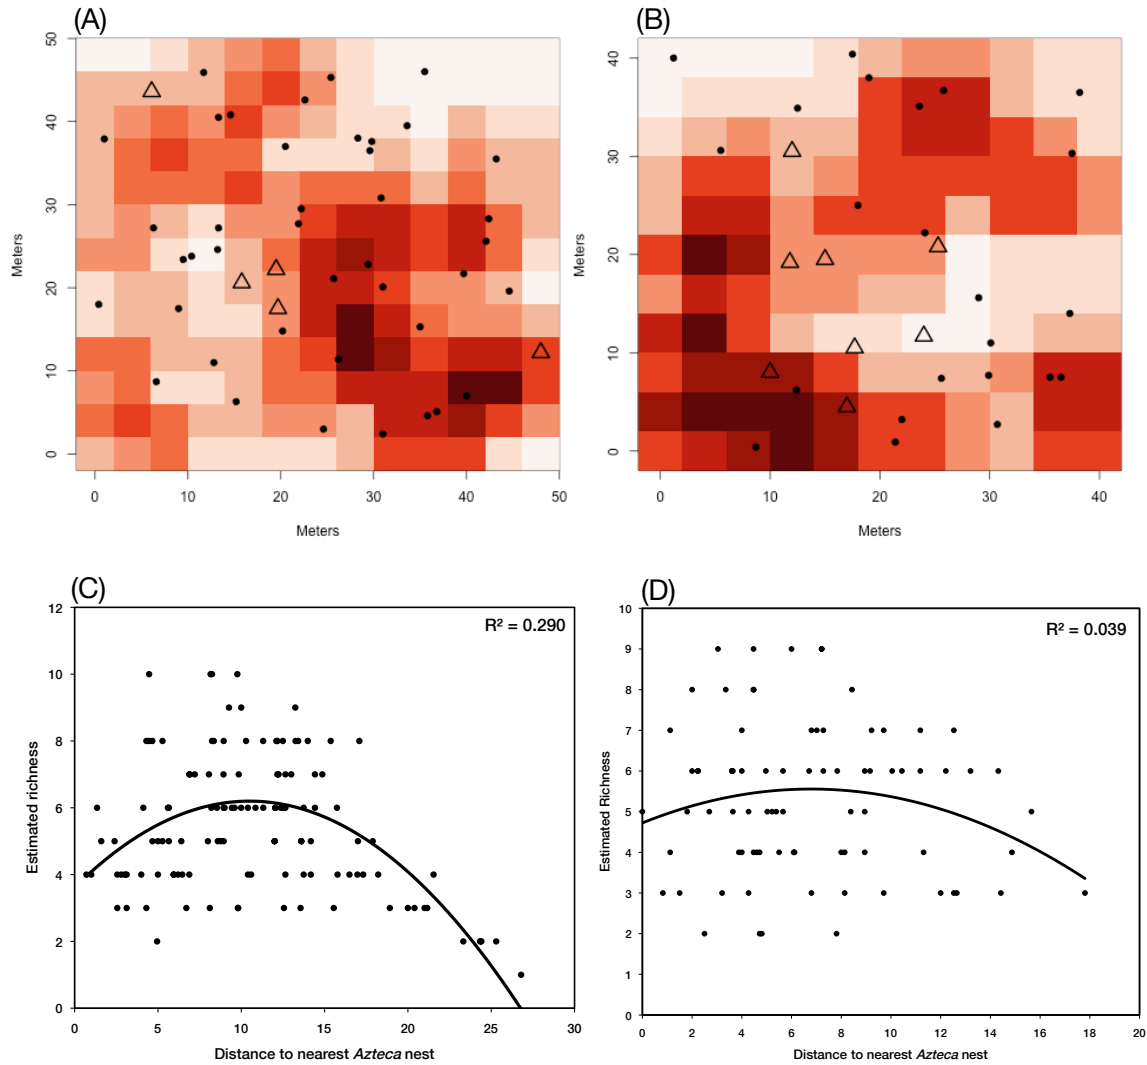 (A)
50
40
30
20
10
0
Meters
0 10 20 30 40 50
Meters
(B)
40
30
20
10
0
Meters
0 10 20 30 40
Meters
(C)
R² = 0.290
12
10
8
6
4
2
0
Estimated richness
0 5 10 15 20 25 30
Distance to nearest Azteca nest
(D)
R² = 0.039
10
9
8
7
6
5
4
3
2
1
0
Estimated Richness
0 2 4 6 8 10 12 14 16 18 20
Distance to nearest Azteca nest